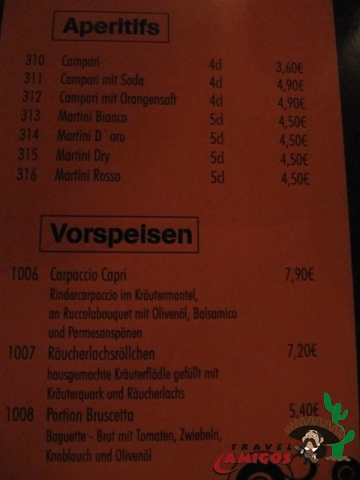 Aperitifs
310 Campari 4cl 3,60€
311 Campari mit Soda 4cl 4,90€
312 Campari mit Orangensaft 4cl 4,90€
313 Martini Bianco 5cl 4,50€
314 Martini D`oro 5cl 4,50€
315 Martini Dry 5cl 4,50€
316 Martini Rosso 5cl 4,50€
Vorspeisen
1006 Carpaccio Capri 7,90€
Rindercarpaccia im Kräutermantel,
an Ruccolabouquet mit Olivenöl, Balsamico
und Parmesanspänen
1007 Räucherlachsröllchen 7,20€
hausgemachte Kräuterflädle gefüllt mit
Kräuterquark und Räucherlachs
1008 Portion Bruscetta 5,40€
Baguette - Brot mit Tomaten, Zwiebeln,
Knoblauch und Olivenöl
TRAVEL
AMIGOS